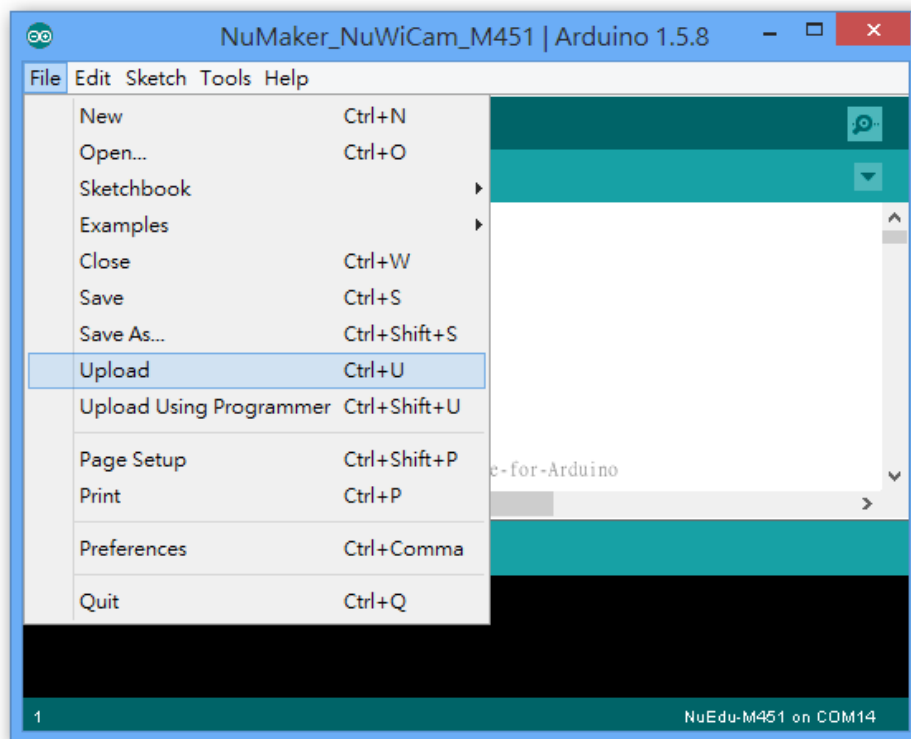 NuMaker_NuWiCam_M451 | Arduino 1.5.8
File Edit Sketch Tools Help
New Ctrl+N
Open... Ctrl+O
Sketchbook
Examples
Close Ctrl+W
Save Ctrl+S
Save As... Ctrl+Shift+S
Upload Ctrl+U
Upload Using Programmer Ctrl+Shift+U
Page Setup Ctrl+Shift+P
e-for-Arduino
Print Ctrl+P
Preferences Ctrl+Comma
Quit Ctrl+Q
1 NuEdu-M451 on COM14